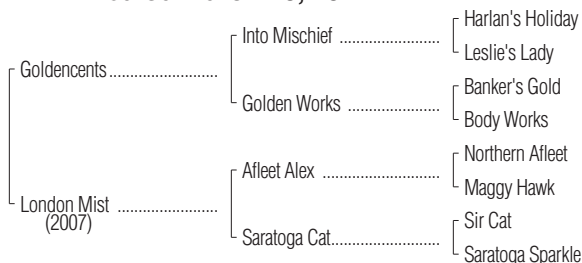 Harlan's Holiday
Into Mischief
Leslie's Lady
Goldencents
Banker's Gold
Golden Works
Body Works
Northern Afleet
Afleet Alex
Maggy Hawk
London Mist
(2007)
Sir Cat
Saratoga Cat
Saratoga Sparkle